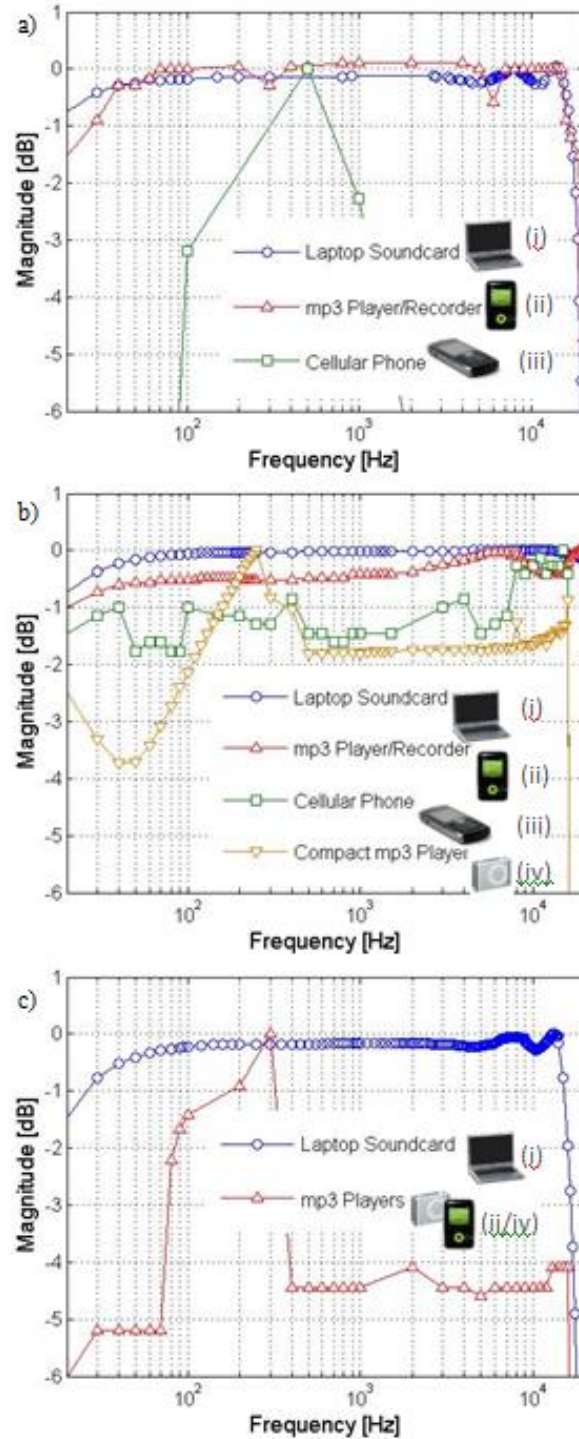 a)
1
0
-1
-2
-3
-4
-5
-6
Magnitude [dB]
Laptop Soundcard (i)
mp3 Player/Recorder (ii)
Cellular Phone (iii)
10² 10³ 10⁴
Frequency [Hz]
b)
1
0
-1
-2
-3
-4
-5
-6
Magnitude [dB]
Laptop Soundcard (i)
mp3 Player/Recorder (ii)
Cellular Phone (iii)
Compact mp3 Player (iv)
10² 10³ 10⁴
Frequency [Hz]
c)
1
0
-1
-2
-3
-4
-5
-6
Magnitude [dB]
Laptop Soundcard (i)
mp3 Players (ii/iv)
10² 10³ 10⁴
Frequency [Hz]